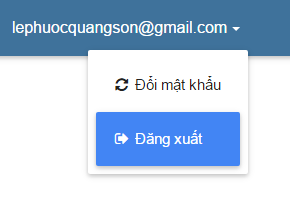 lephuocquangson@gmail.com
Đổi mật khẩu
Đăng xuất